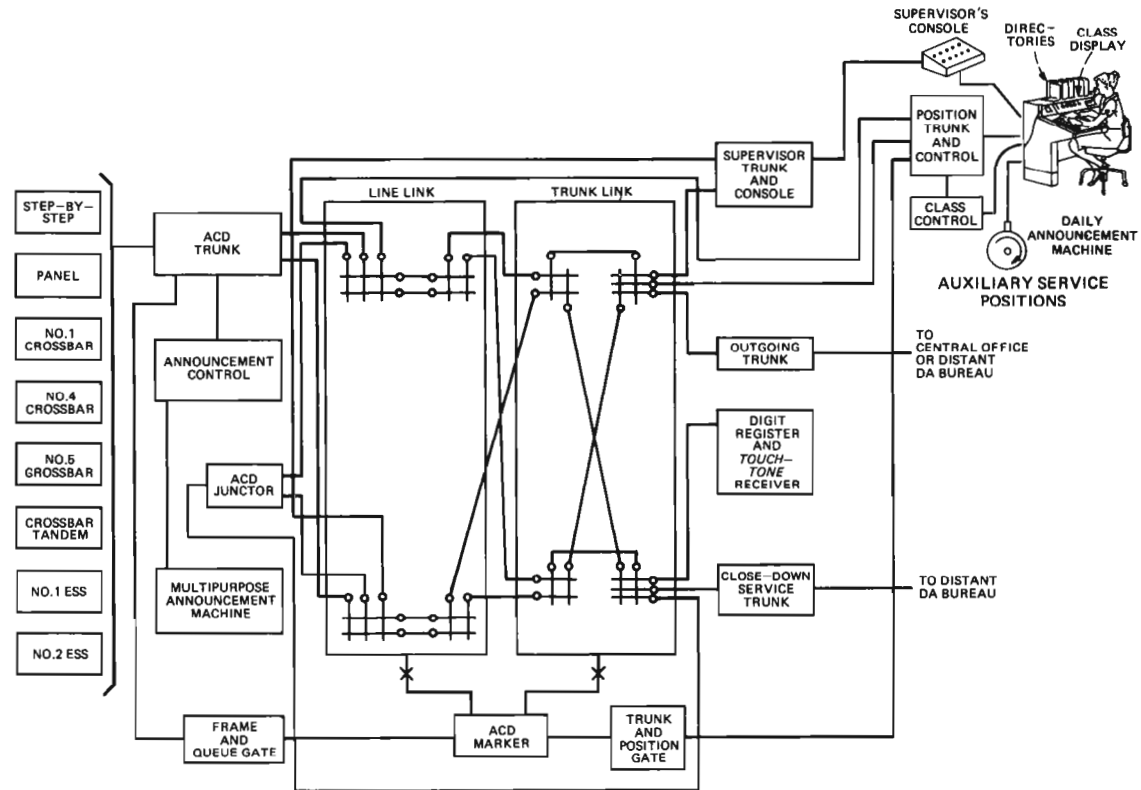 SUPERVISOR'S
CONSOLE
DIREC-
TORIES
CLASS
DISPLAY
POSITION
TRUNK
AND
CONTROL
SUPERVISOR
TRUNK
AND
CONSOLE
CLASS
CONTROL
DAILY
ANNOUNCEMENT
MACHINE
AUXILIARY SERVICE
POSITIONS
LINE LINK
TRUNK LINK
STEP-BY-
STEP
PANEL
NO.1
CROSSBAR
NO.4
CROSSBAR
NO.5
GROSSBAR
CROSSBAR
TANDEM
NO.1 ESS
NO.2 ESS
ACD
TRUNK
ANNOUNCEMENT
CONTROL
ACD
JUNCTOR
MULTIPURPOSE
ANNOUNCEMENT
MACHINE
OUTGOING
TRUNK
TO
CENTRAL OFFICE
OR DISTANT
DA BUREAU
DIGIT
REGISTER
AND
TOUCH-
TONE
RECEIVER
CLOSE-DOWN
SERVICE
TRUNK
TO DISTANT
DA BUREAU
FRAME
AND
QUEUE GATE
ACD
MARKER
TRUNK
AND
POSITION
GATE